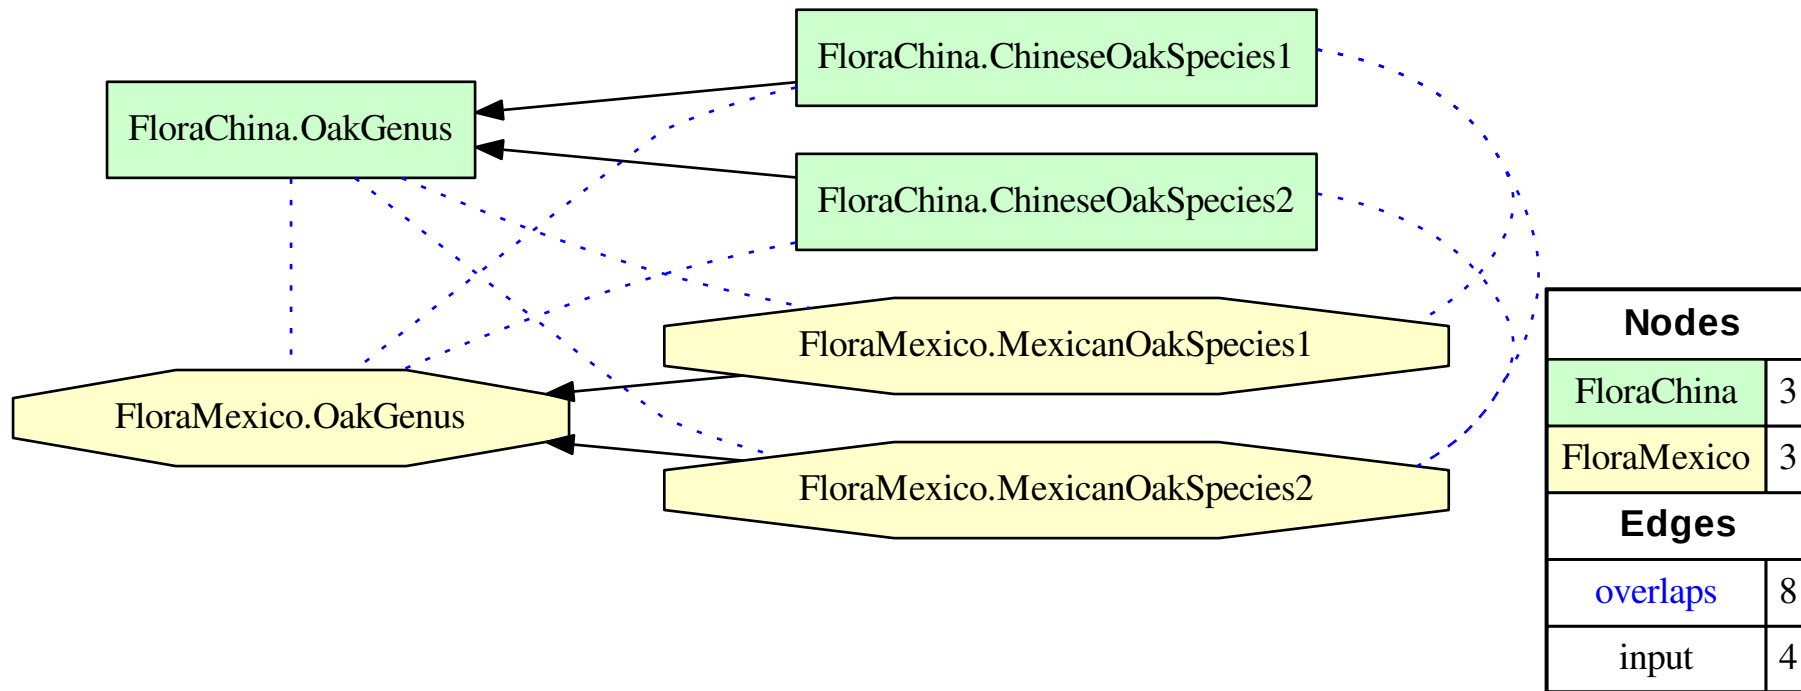 FloraChina.ChineseOakSpecies1
FloraChina.OakGenus
FloraChina.ChineseOakSpecies2
FloraMexico.MexicanOakSpecies1
FloraMexico.OakGenus
FloraMexico.MexicanOakSpecies2
Nodes
FloraChina 3
FloraMexico 3
Edges
overlaps 8
input 4